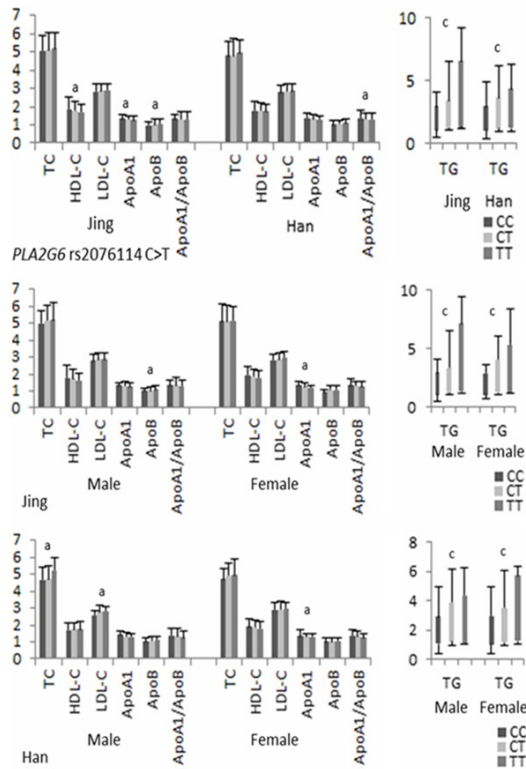 7
6
5
4
3
2
1
0
a
a
a
a
TC
HDL-C
LDL-C
ApoA1
ApoB
ApoA1/ApoB
TC
HDL-C
LDL-C
ApoA1
ApoB
ApoA1/ApoB
Jing
Han
PLA2G6 rs2076114 C>T
10
5
0
c
c
TG
TG
Jing
Han
CC
CT
TT
7
6
5
4
3
2
1
0
a
a
TC
HDL-C
LDL-C
ApoA1
ApoB
ApoA1/ApoB
TC
HDL-C
LDL-C
ApoA1
ApoB
ApoA1/ApoB
Male
Female
Jing
10
5
0
c
c
TG
TG
Male
Female
CC
CT
TT
7
6
5
4
3
2
1
0
a
a
a
TC
HDL-C
LDL-C
ApoA1
ApoB
ApoA1/ApoB
TC
HDL-C
LDL-C
ApoA1
ApoB
ApoA1/ApoB
Male
Female
Han
8
6
4
2
0
c
c
TG
TG
Male
Female
CC
CT
TT